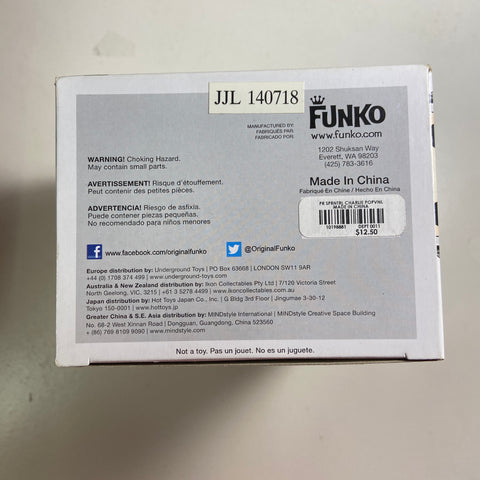 JJL 140718
MANUFACTURED BY:
FABRIQUÉS PAR:
FABRICADO POR:
FUNKO
www.funko.com
1202 Shuksan Way
Everett, WA 98203
(425) 783-3616
WARNING! Choking Hazard.
May contain small parts.
AVERTISSEMENT! Risque d'étouffement.
Peut contenir des petites pièces.
ADVERTENCIA! Riesgo de asfixia.
Puede contener piezas pequeñas.
No recomendado para niños menores
Made In China
Fabriqué En Chine / Hecho En China
PR SPRNTRL CHARLIE POPVNL
MADE IN CHINA
10198881 DEPT 0011
$12.50
f www.facebook.com/originalfunko
@OriginalFunko
Europe distribution by: Underground Toys | PO Box 63668 | LONDON SW11 9AR
+44 (0) 1708 374 499 | www.underground-toys.com
Australia & New Zealand distribution by: Ikon Collectables Pty Ltd | 7/120 Victoria Street
North Geelong, VIC, 3215 | +61 3 5278 4499 | www.ikoncollectables.com.au
Japan distribution by: Hot Toys Japan Co., Inc. | G Bldg 3rd Floor | Jingumae 3-30-12
Tokyo 150-0001 | www.hottoys.jp
Greater China & S.E. Asia distribution by: MINDstyle International | MINDstyle Creative Space Building
No. 68-2 West Xinnan Road | Dongguan, Guangdong, China 523560
+ (86) 769 8109 9090 | www.mindstyle.com
Not a toy. Pas un jouet. No es un juguete.